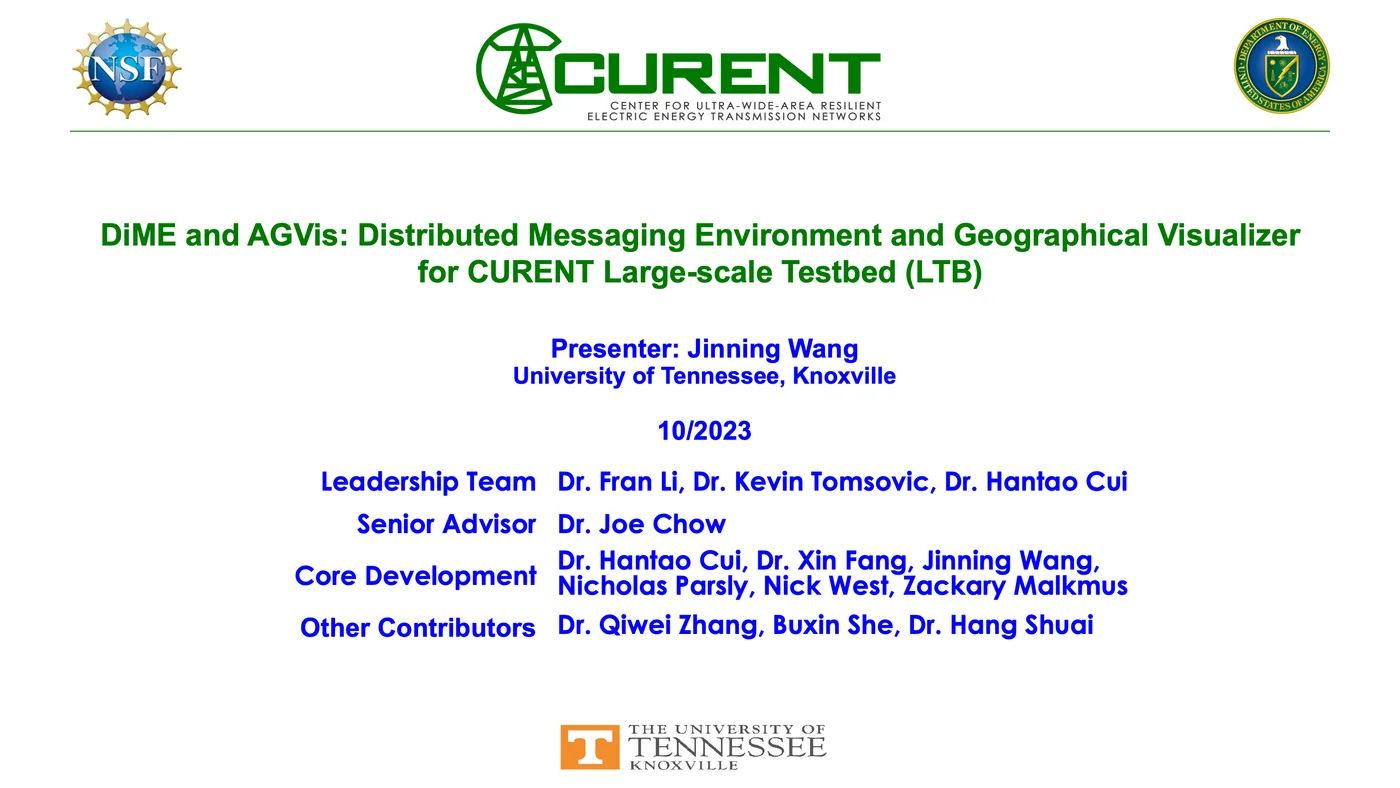 NSF
CURENT
CENTER FOR ULTRA-WIDE-AREA RESILIENT
ELECTRIC ENERGY TRANSMISSION NETWORKS
DEPARTMENT OF ENERGY
UNITED STATES OF AMERICA
DiME and AGVis: Distributed Messaging Environment and Geographical Visualizer
for CURENT Large-scale Testbed (LTB)
Presenter: Jinning Wang
University of Tennessee, Knoxville
10/2023
Leadership Team Dr. Fran Li, Dr. Kevin Tomsovic, Dr. Hantao Cui
Senior Advisor Dr. Joe Chow
Core Development Dr. Hantao Cui, Dr. Xin Fang, Jinning Wang,
Nicholas Parsly, Nick West, Zackary Malkmus
Other Contributors Dr. Qiwei Zhang, Buxin She, Dr. Hang Shuai
T
THE UNIVERSITY OF
TENNESSEE
KNOXVILLE